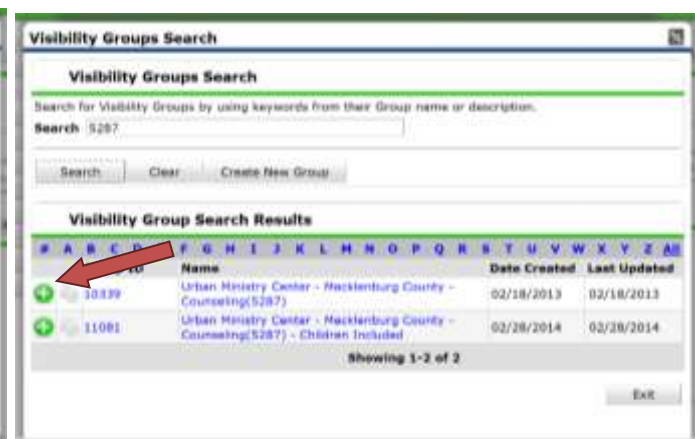 Visibility Groups Search
Visibility Groups Search
Search for Visibility Groups by using keywords from their Group name or description.
Search 5287
Search Clear Create New Group
Visibility Group Search Results
# A B C D F G H I J K L M N O P Q R S T U V W X Y Z All
ID Name Date Created Last Updated
10339 Urban Ministry Center - Mecklenburg County - Counseling(5287) 02/18/2013 02/18/2013
11081 Urban Ministry Center - Mecklenburg County - Counseling(5287) - Children Included 02/28/2014 02/28/2014
Showing 1-2 of 2
Exit